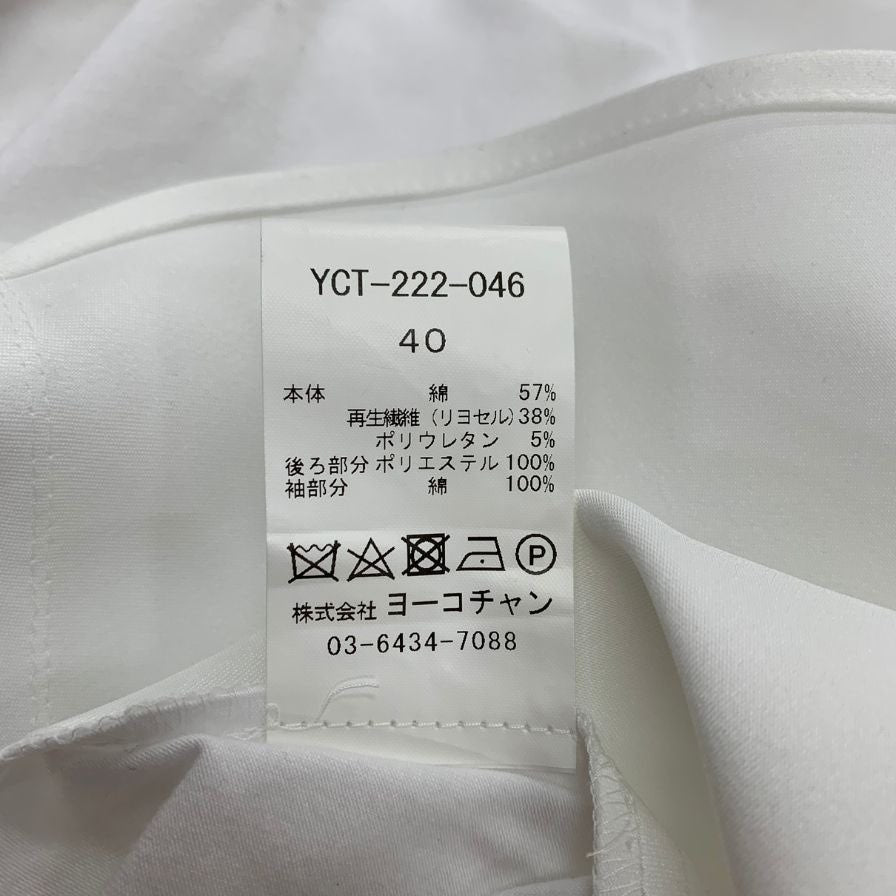 YCT-222-046
40
本体 綿 57%
再生繊維(リヨセル)38%
ポリウレタン 5%
後ろ部分 ポリエステル 100%
袖部分 綿 100%
P
株式会社 ヨーコチャン
03-6434-7088